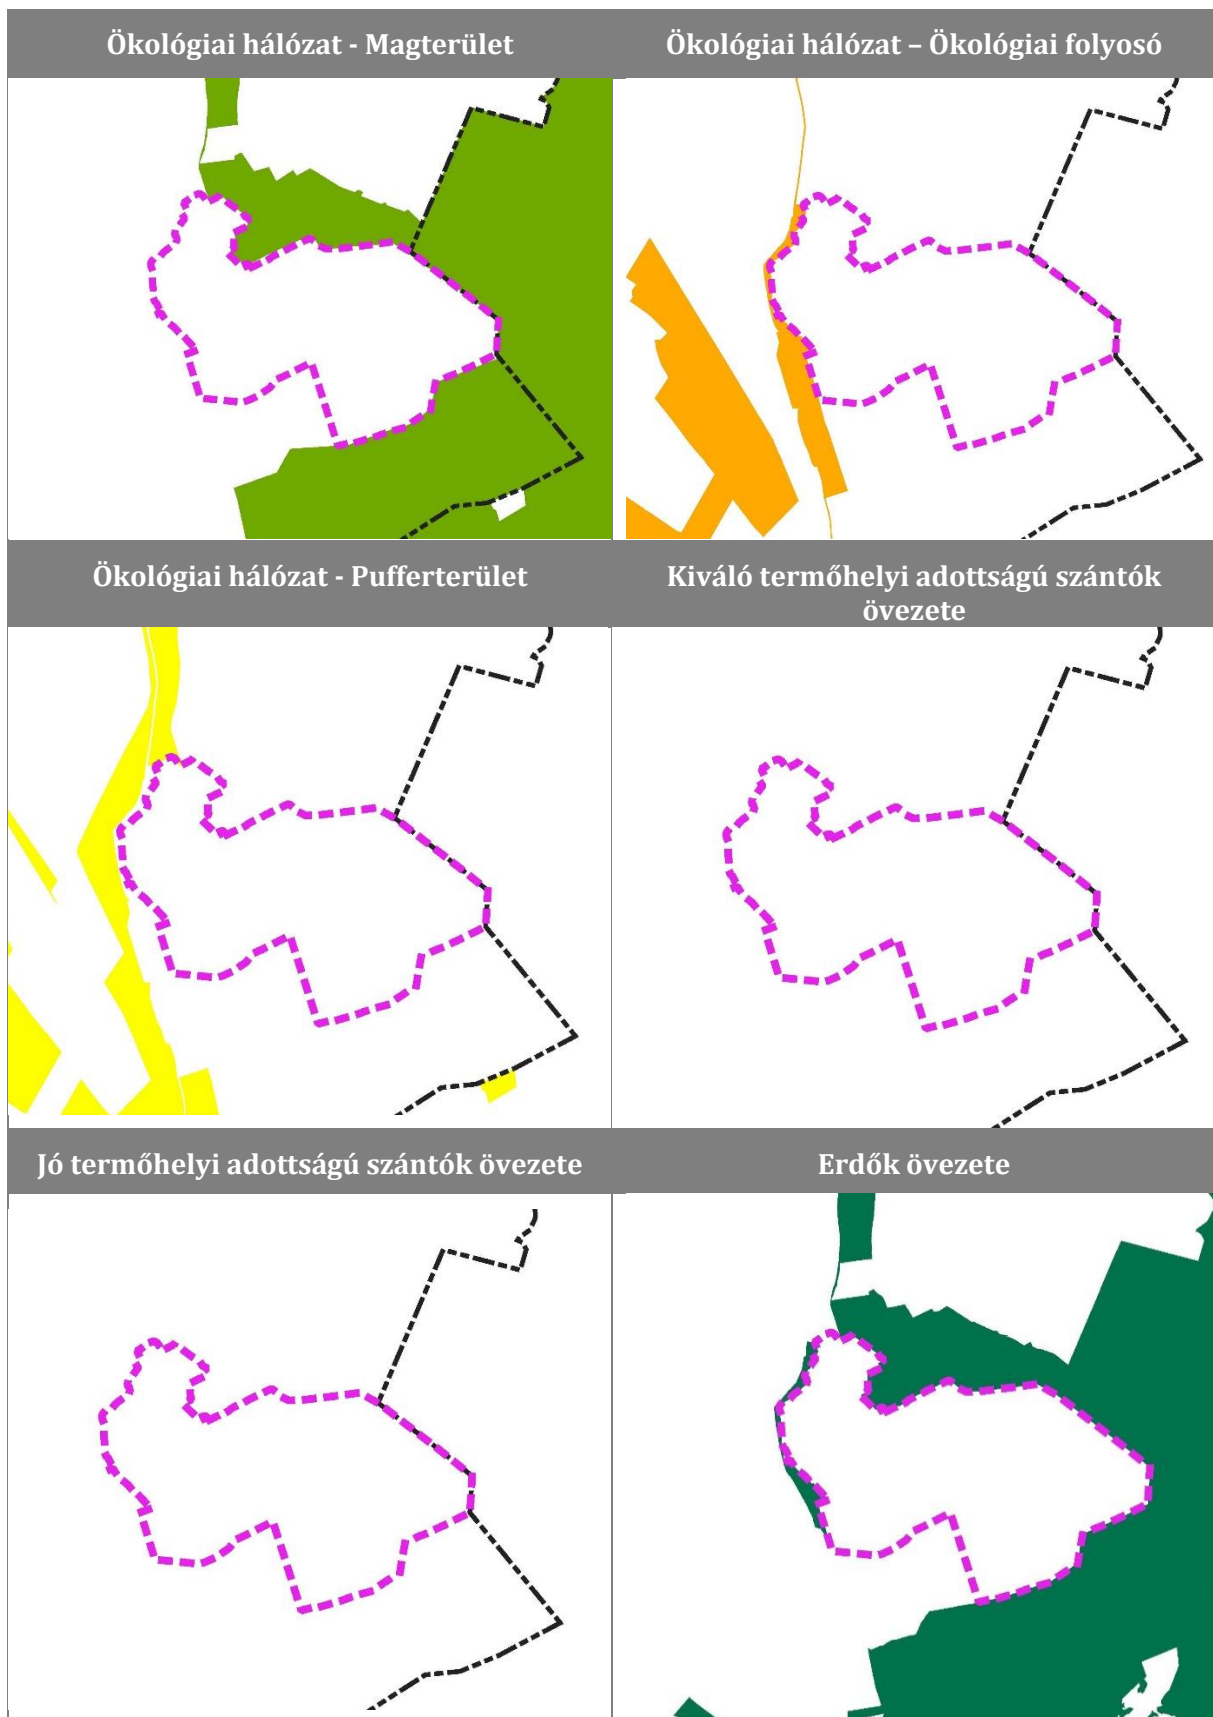 Ökológiai hálózat - Magterület
Ökológiai hálózat – Ökológiai folyosó
Ökológiai hálózat - Pufferterület
Kiváló termőhelyi adottságú szántók
övezete
Jó termőhelyi adottságú szántók övezete
Erdők övezete